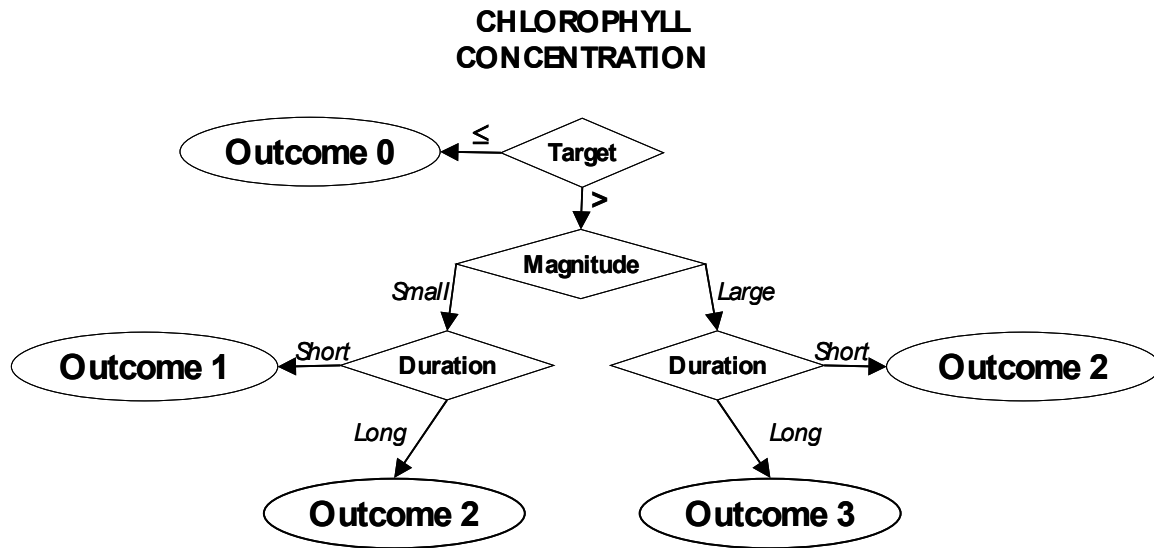 CHLOROPHYLL
CONCENTRATION
≤
Outcome 0
Target
>
Magnitude
Small
Large
Outcome 1
Short
Duration
Duration
Short
Outcome 2
Long
Long
Outcome 2
Outcome 3